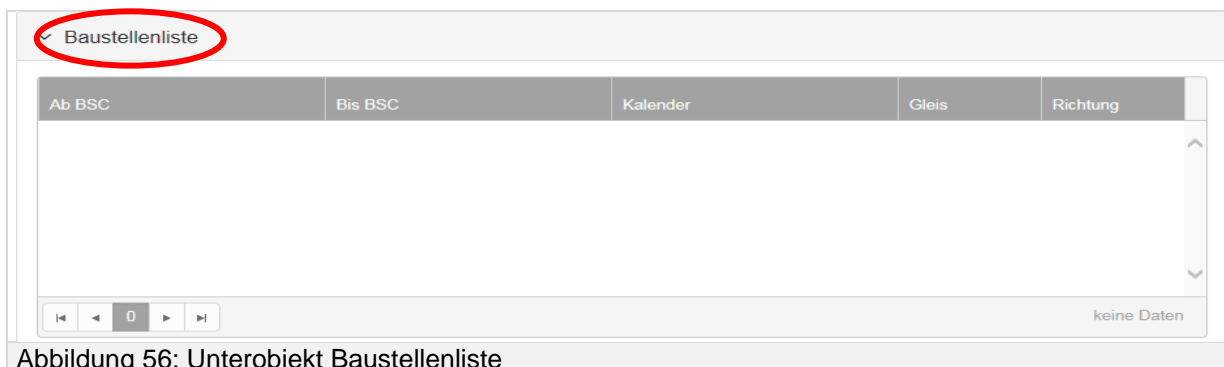 Baustellenliste
Ab BSC Bis BSC Kalender Gleis Richtung
0 keine Daten
Abbildung 56: Unterobjekt Baustellenliste